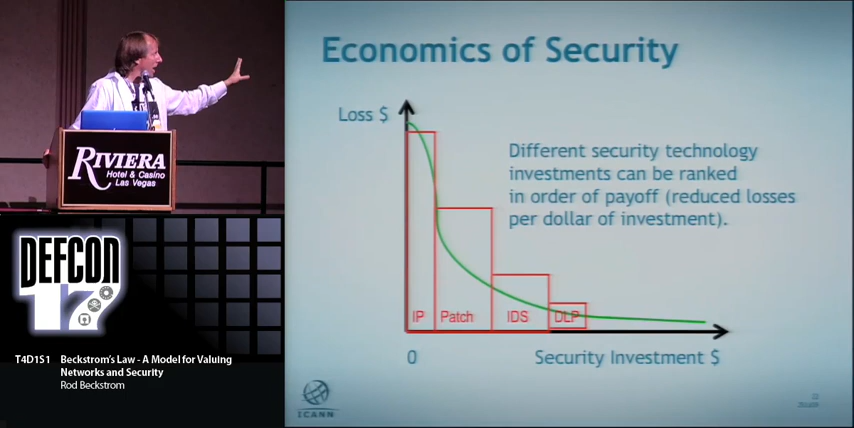 Economics of Security
Loss $
Different security technology
investments can be ranked
in order of payoff (reduced losses
per dollar of investment).
IP
Patch
IDS
DLP
0
Security Investment $
ICANN
RIVIERA
Hotel & Casino
Las Vegas
DEFCON
17
T4D1S1 Beckstrom's Law - A Model for Valuing
Networks and Security
Rod Beckstrom